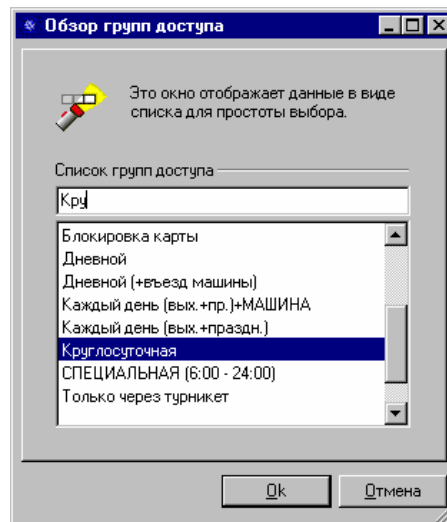 Обзор групп доступа
Это окно отображает данные в виде
списка для простоты выбора.
Список групп доступа
Кру
Блокировка карты
Дневной
Дневной (+въезд машины)
Каждый день (вых.+пр.)+МАШИНА
Каждый день (вых.+праздн.)
Круглосуточная
СПЕЦИАЛЬНАЯ (6:00 - 24:00)
Только через турникет
Ok Отмена